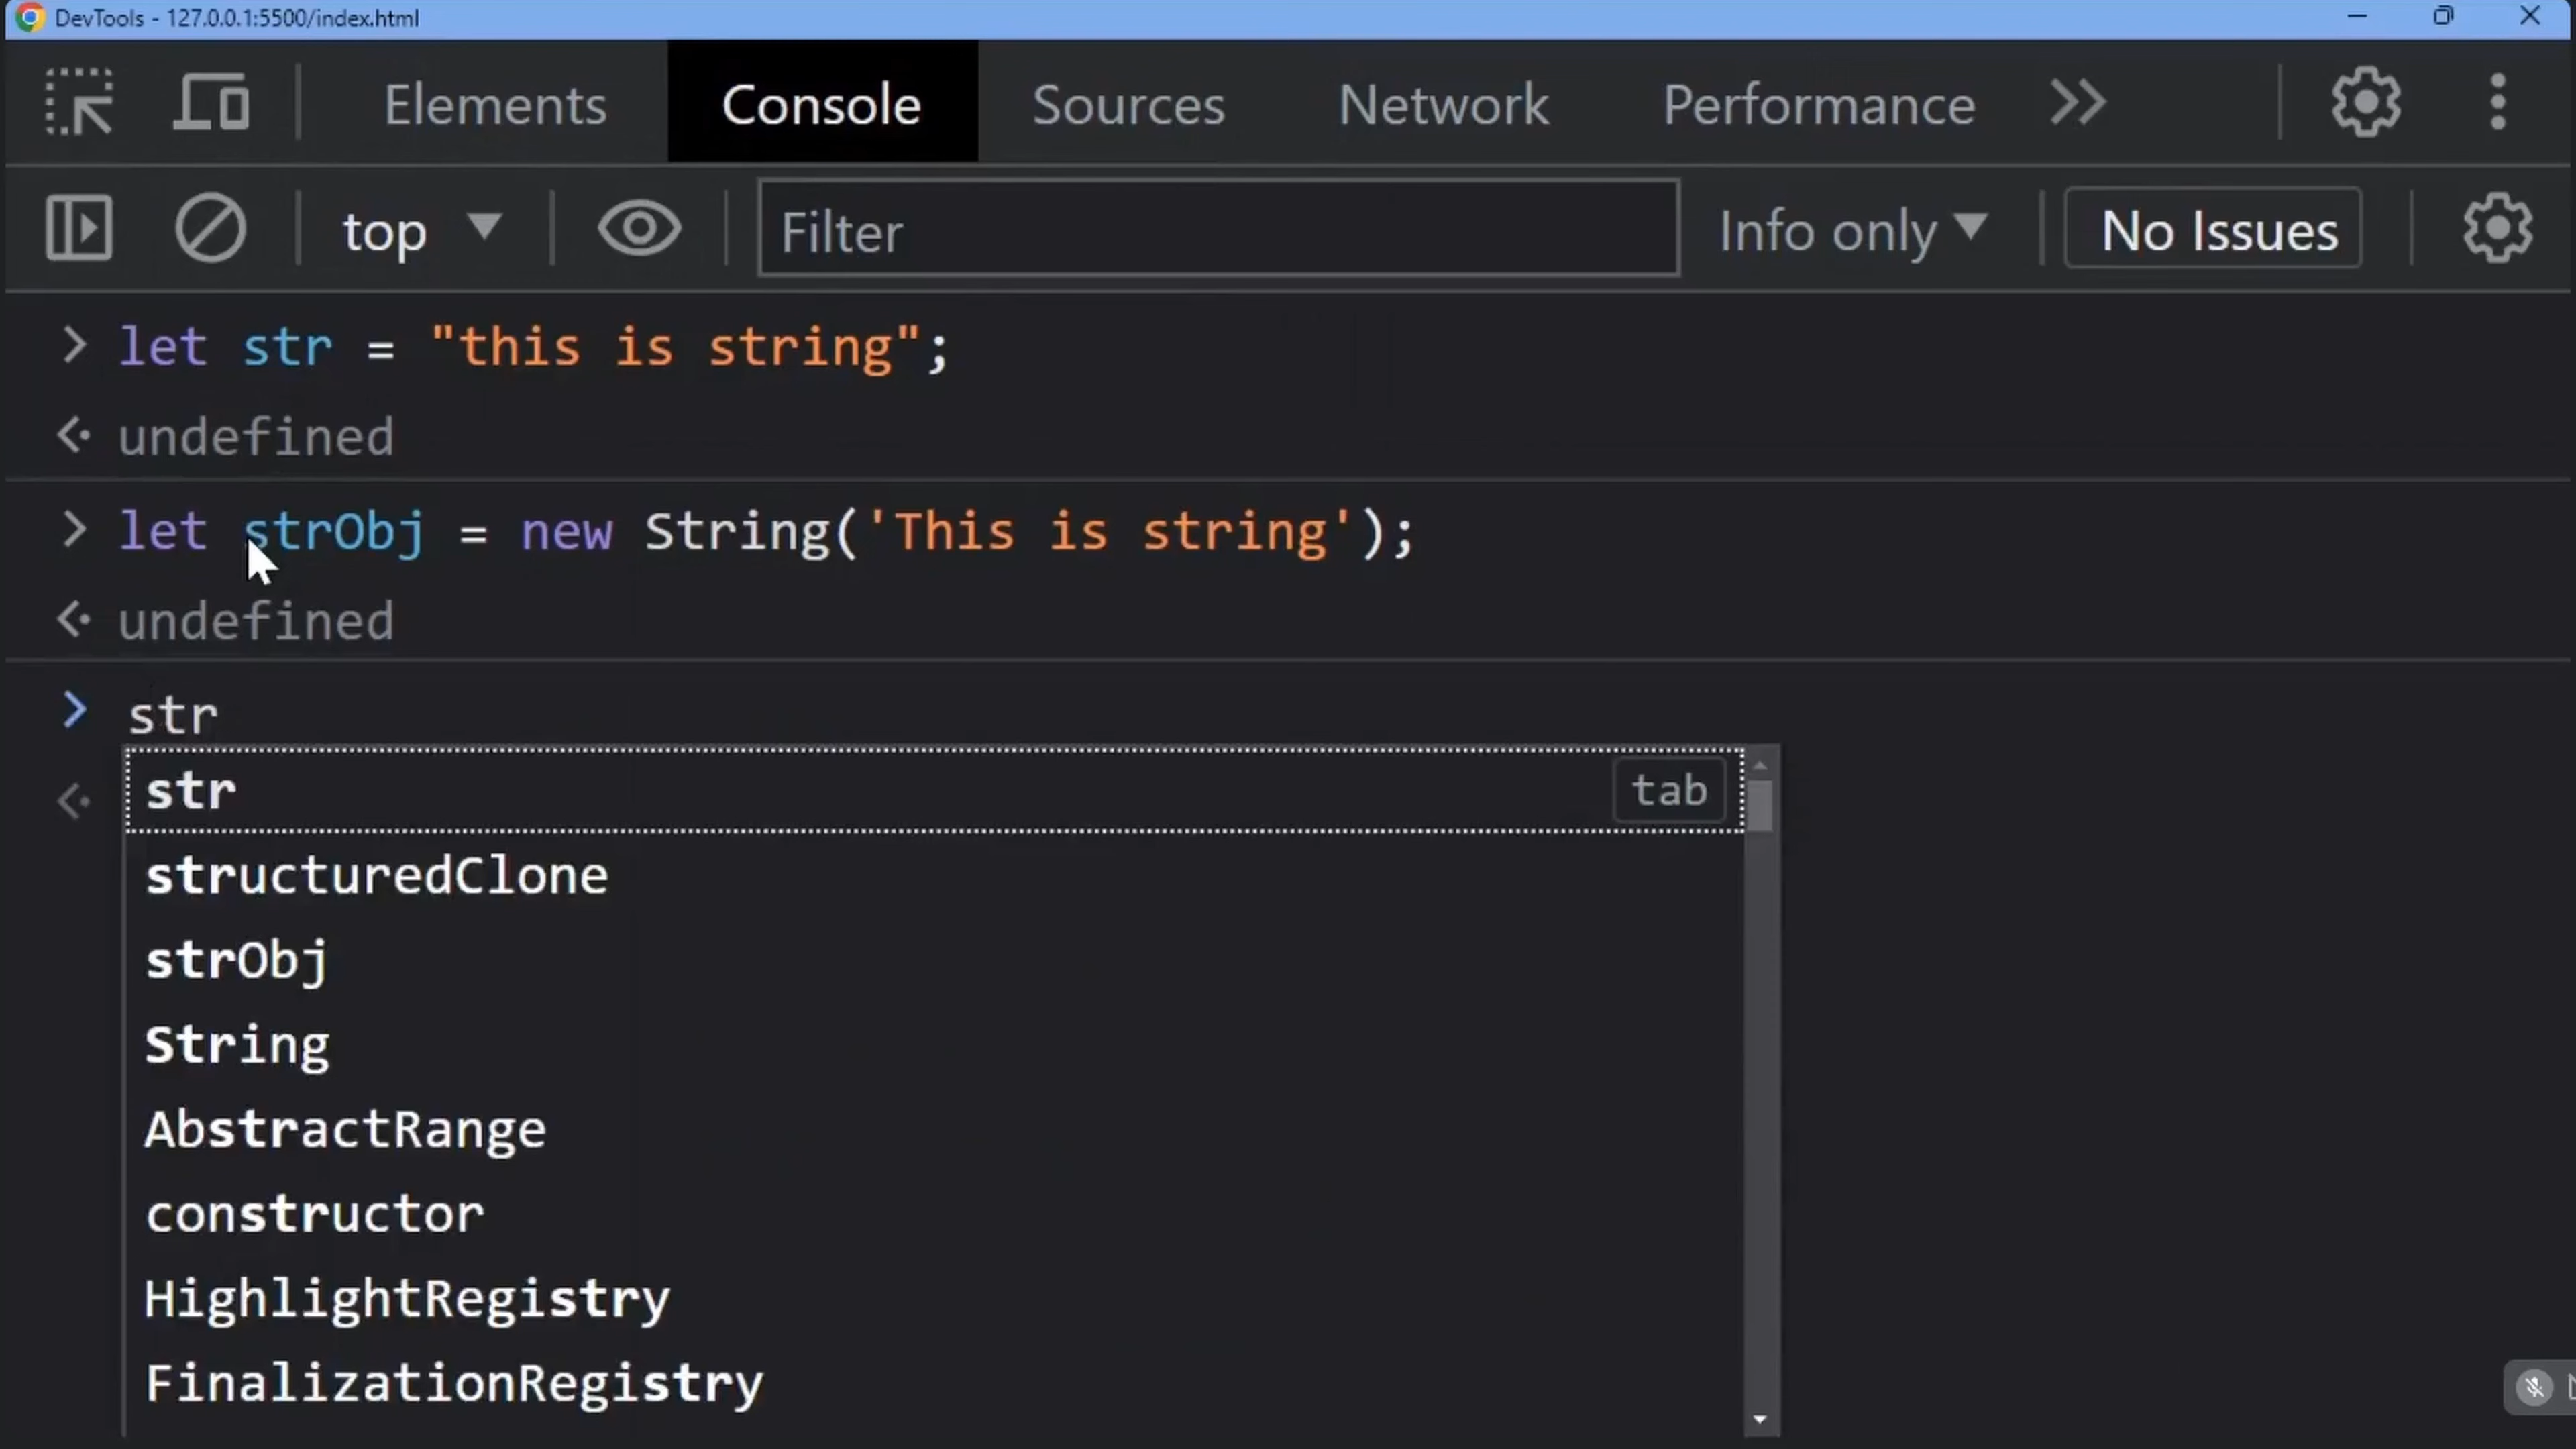 DevTools - 127.0.0.1:5500/index.html
Elements Console Sources Network Performance
top Filter Info only No Issues
let str = "this is string";
undefined
let strObj = new String('This is string');
undefined
str
str tab
structuredClone
strObj
String
AbstractRange
constructor
HighlightRegistry
FinalizationRegistry